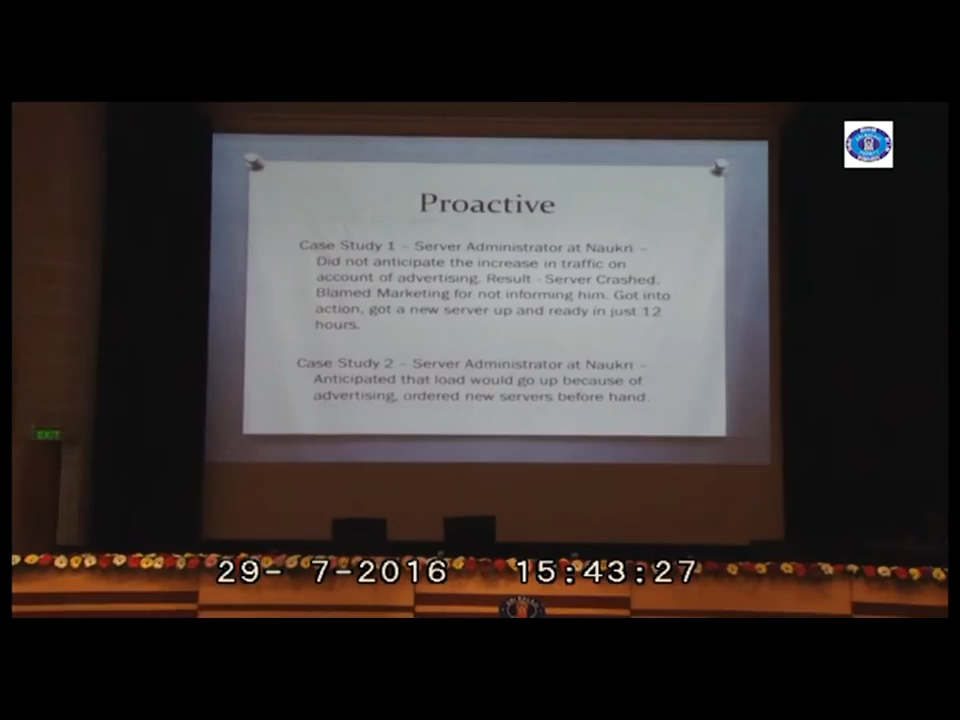 Proactive
Case Study 1 – Server Administrator at Naukri –
Did not anticipate the increase in traffic on
account of advertising. Result - Server Crashed.
Blamed Marketing for not informing him. Got into
action, got a new server up and ready in just 12
hours.
Case Study 2 – Server Administrator at Naukri –
Anticipated that load would go up because of
advertising, ordered new servers before hand.
EXIT
29- 7-2016 15:43:27